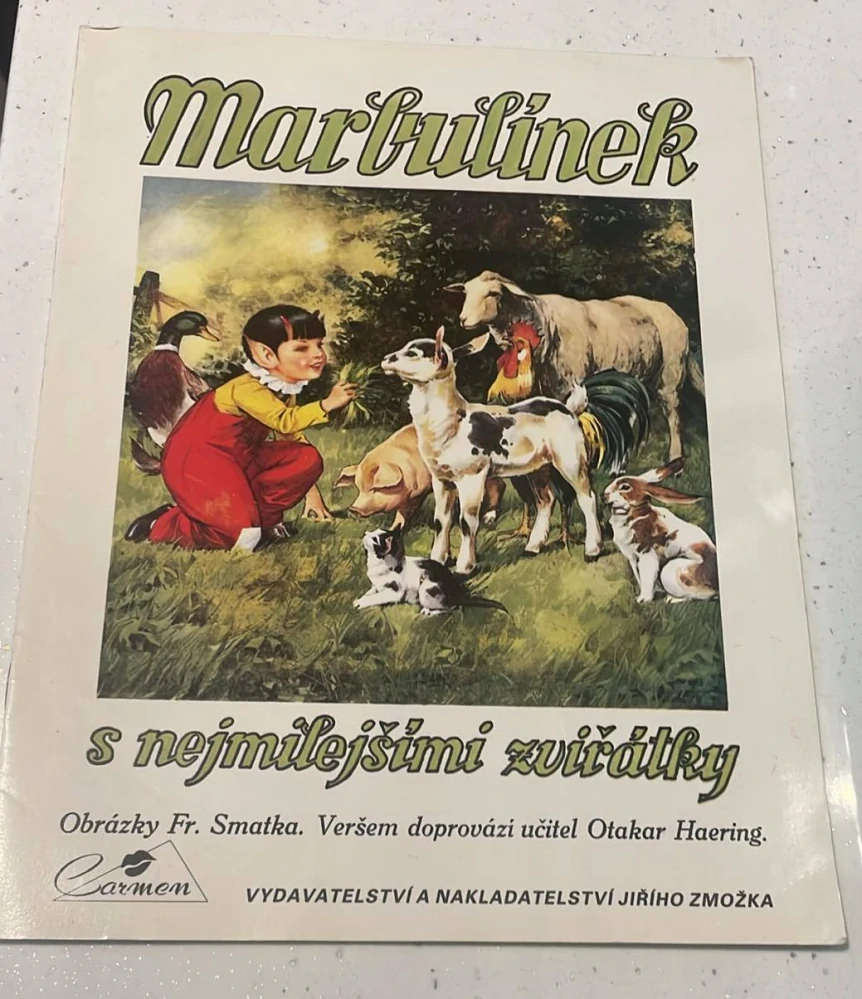 Marbulínek
s nejmilejšími zvířátky
Obrázky Fr. Smatka. Veršem doprovází učitel Otakar Haering.
Carmen
VYDAVATELSTVÍ A NAKLADATELSTVÍ JIŘÍHO ZMOŽKA